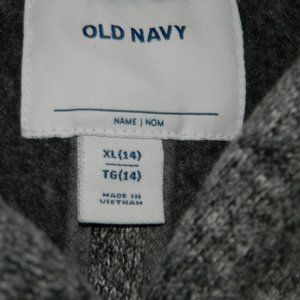 OLD NAVY
NAME | NOM
XL(14)
TG(14)
MADE IN
VIETNAM